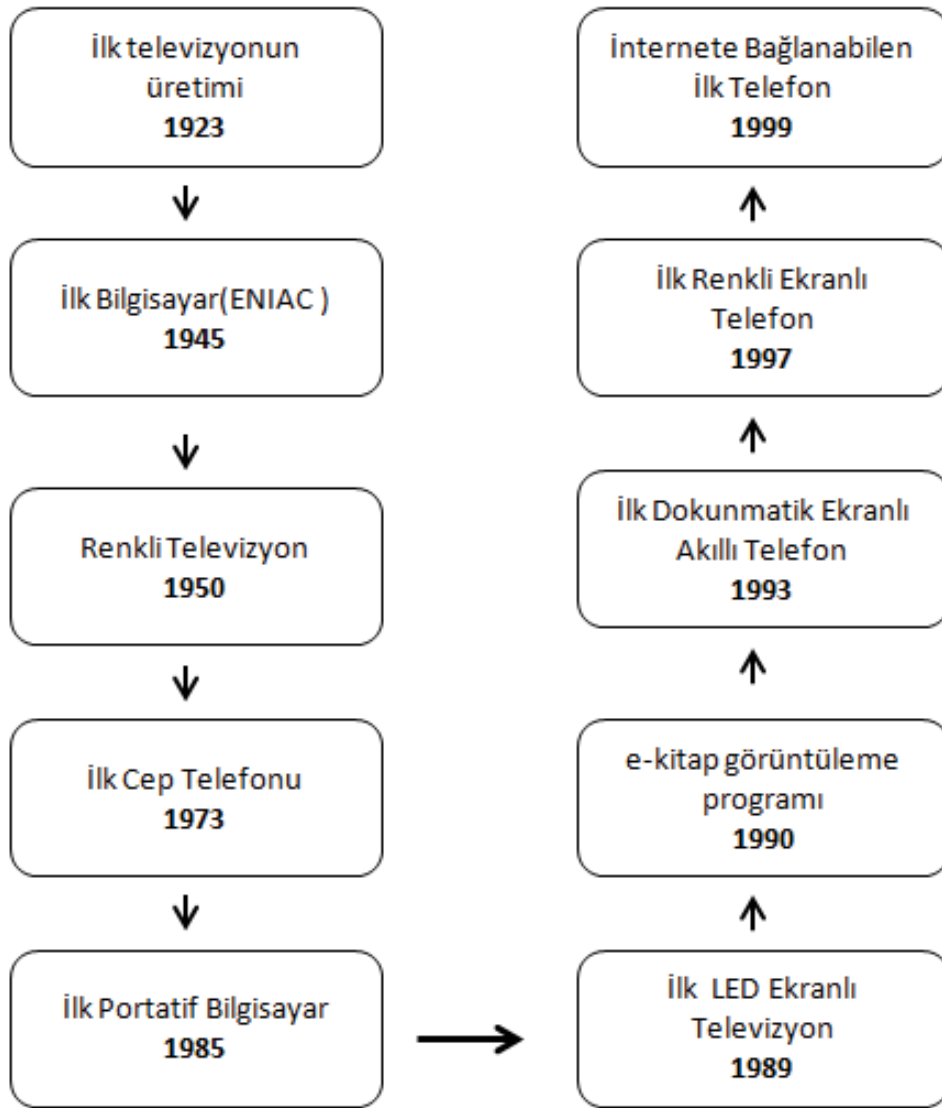 İlk televizyonun
üretimi
1923
İlk Bilgisayar(ENIAC )
1945
Renkli Televizyon
1950
İlk Cep Telefonu
1973
İlk Portatif Bilgisayar
1985
İlk LED Ekranlı
Televizyon
1989
e-kitap görüntüleme
programı
1990
İlk Dokunmatik Ekranlı
Akıllı Telefon
1993
İlk Renkli Ekranlı
Telefon
1997
İnternete Bağlanabilen
İlk Telefon
1999